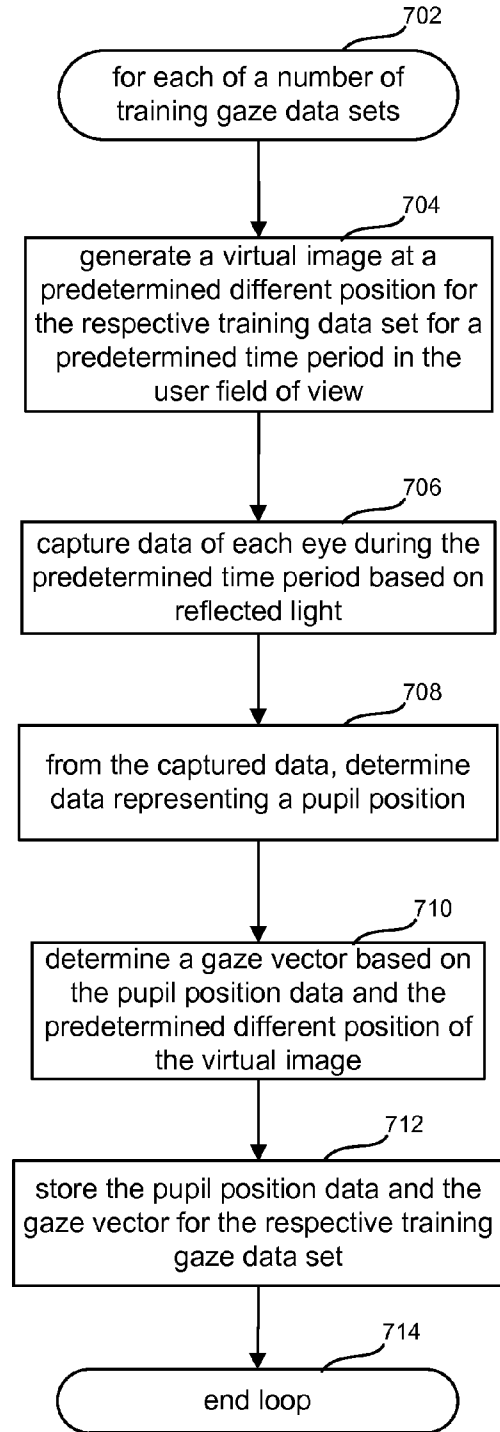 702
for each of a number of
training gaze data sets
704
generate a virtual image at a
predetermined different position for
the respective training data set for a
predetermined time period in the
user field of view
706
capture data of each eye during the
predetermined time period based on
reflected light
708
from the captured data, determine
data representing a pupil position
710
determine a gaze vector based on
the pupil position data and the
predetermined different position of
the virtual image
712
store the pupil position data and the
gaze vector for the respective training
gaze data set
714
end loop